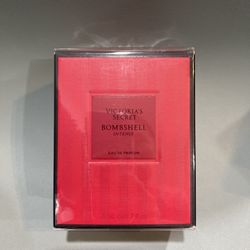 VICTORIA'S
SECRET
BOMBSHELL
INTENSE
EAU DE PARFUM